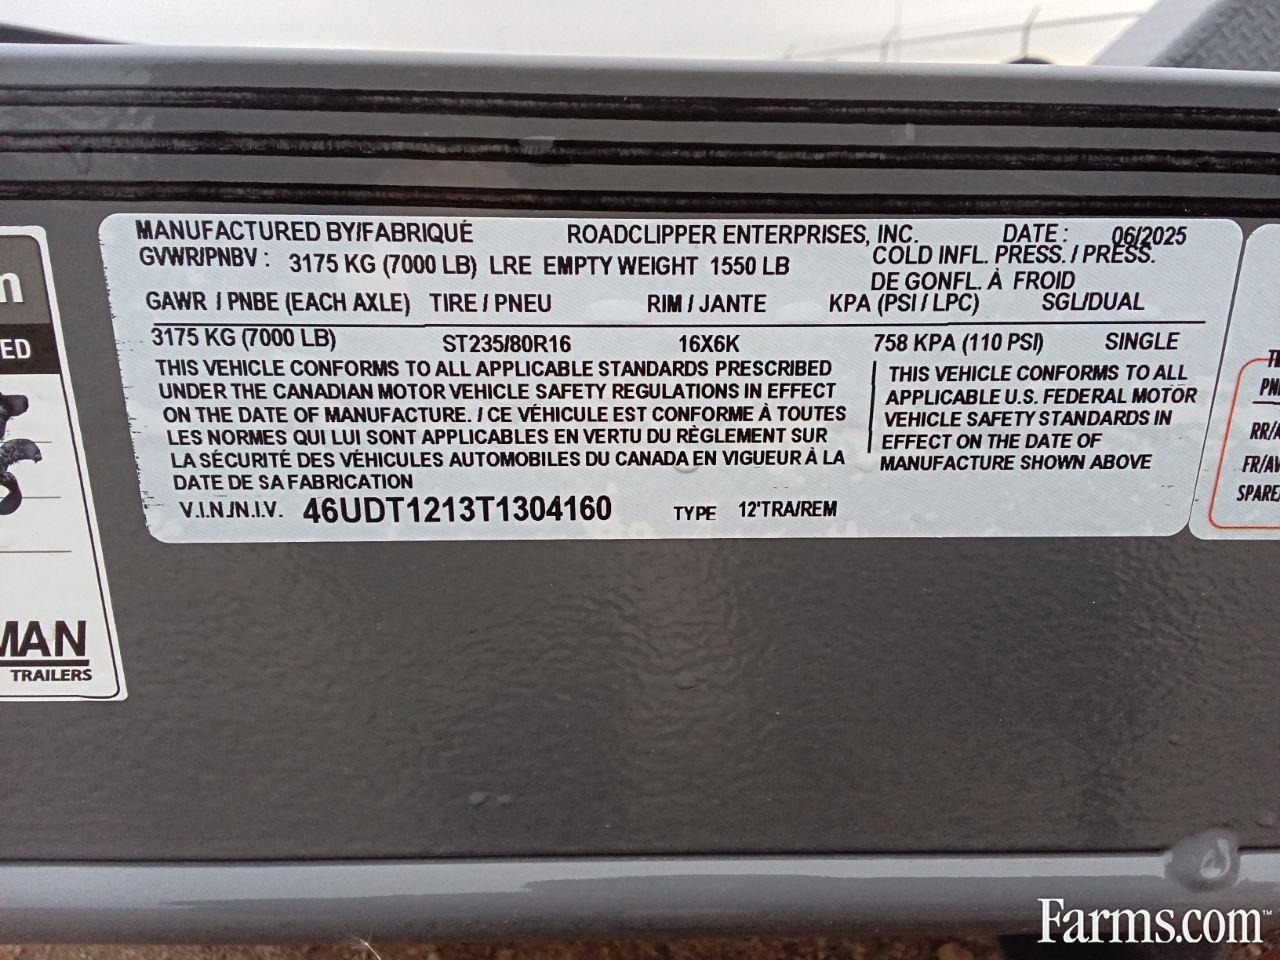 MANUFACTURED BY/FABRIQUÉ ROADCLIPPER ENTERPRISES, INC. DATE : 06/2025
GVWR/PNBV : 3175 KG (7000 LB) LRE EMPTY WEIGHT 1550 LB COLD INFL. PRESS. / PRESS.
DE GONFL. À FROID
GAWR / PNBE (EACH AXLE) TIRE / PNEU RIM / JANTE KPA (PSI / LPC) SGL/DUAL
3175 KG (7000 LB) ST235/80R16 16X6K 758 KPA (110 PSI) SINGLE
THIS VEHICLE CONFORMS TO ALL APPLICABLE STANDARDS PRESCRIBED
UNDER THE CANADIAN MOTOR VEHICLE SAFETY REGULATIONS IN EFFECT
ON THE DATE OF MANUFACTURE. / CE VÉHICULE EST CONFORME À TOUTES
LES NORMES QUI LUI SONT APPLICABLES EN VERTU DU RÈGLEMENT SUR
LA SÉCURITÉ DES VÉHICULES AUTOMOBILES DU CANADA EN VIGUEUR À LA
DATE DE SA FABRICATION
THIS VEHICLE CONFORMS TO ALL
APPLICABLE U.S. FEDERAL MOTOR
VEHICLE SAFETY STANDARDS IN
EFFECT ON THE DATE OF
MANUFACTURE SHOWN ABOVE
V.I.N./N.I.V. 46UDT1213T1304160 TYPE 12'TRA/REM
TRAILERS
RR/A
FR/AV
SPARE/
Farms.com™